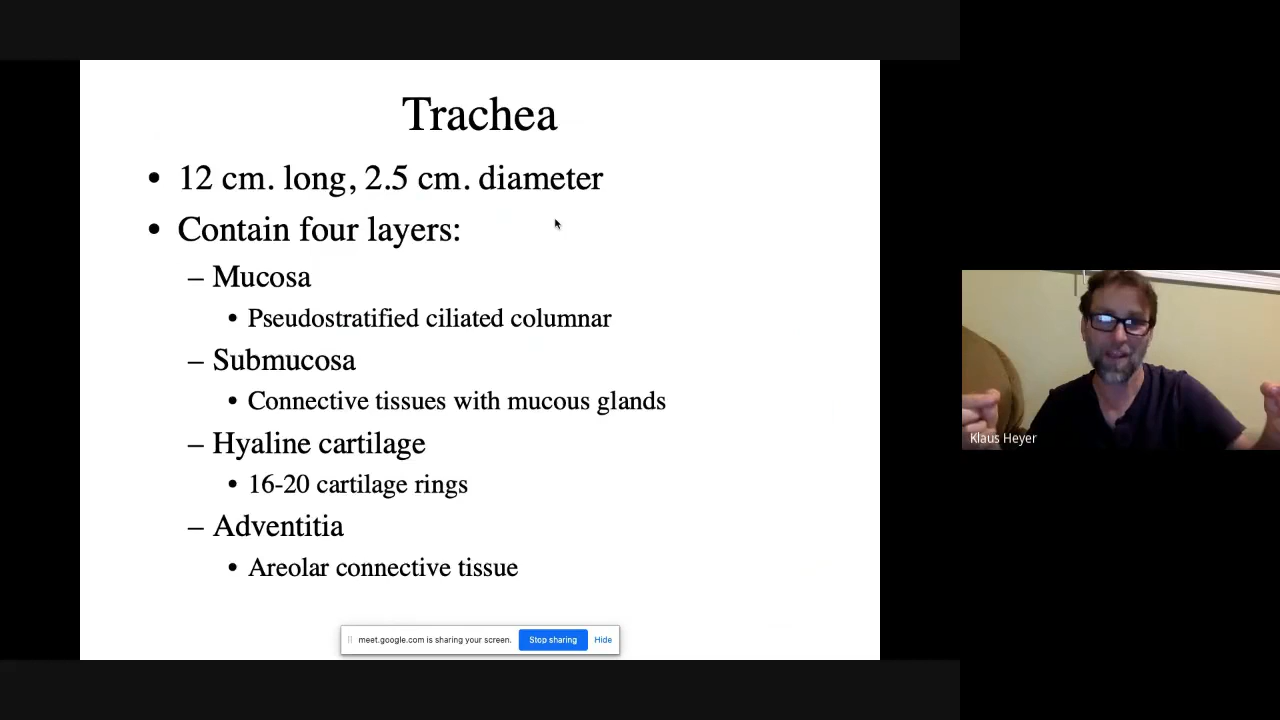 Trachea
• 12 cm. long, 2.5 cm. diameter
• Contain four layers:
– Mucosa
• Pseudostratified ciliated columnar
– Submucosa
• Connective tissues with mucous glands
– Hyaline cartilage
• 16-20 cartilage rings
– Adventitia
• Areolar connective tissue
meet.google.com is sharing your screen. Stop sharing Hide
Klaus Heyer